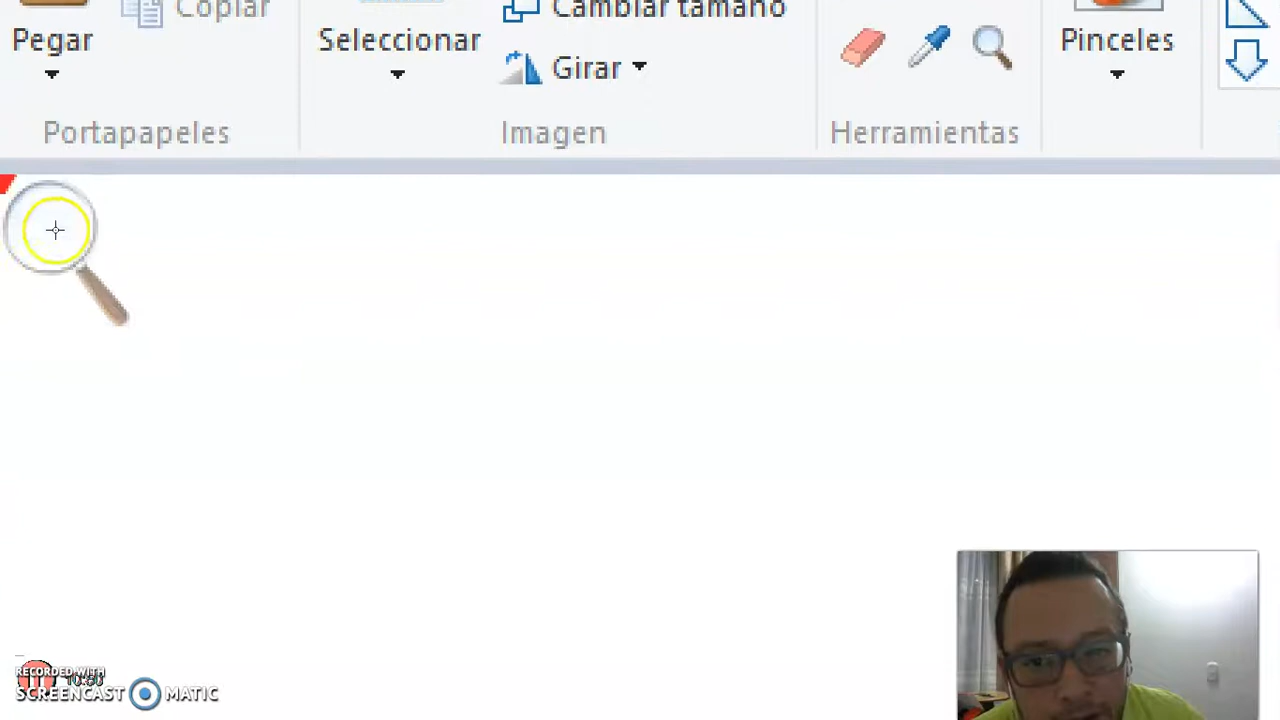 Copiar
Cambiar tamaño
Pegar
Seleccionar
Pinceles
Girar
Portapapeles
Imagen
Herramientas
RECORDED WITH
SCREENCAST MATIC